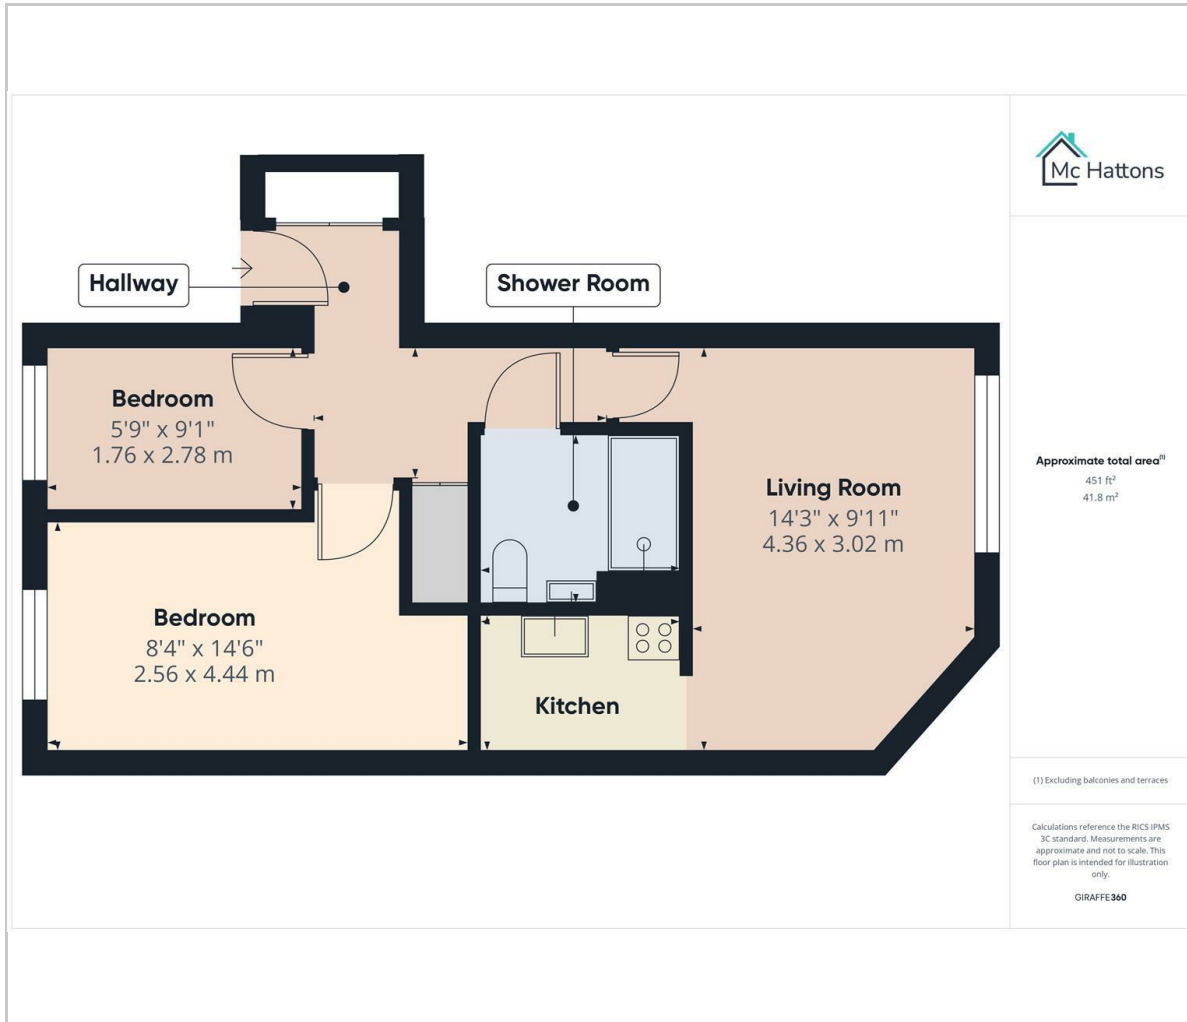 Mc Hattons
Hallway
Shower Room
Bedroom
5'9" x 9'1"
1.76 x 2.78 m
Living Room
14'3" x 9'11"
4.36 x 3.02 m
Bedroom
8'4" x 14'6"
2.56 x 4.44 m
Kitchen
Approximate total area⁽¹⁾
451 ft²
41.8 m²
(1) Excluding balconies and terraces
Calculations reference the RICS IPMS
3C standard. Measurements are
approximate and not to scale. This
floor plan is intended for illustration
only.
GIRAFFE360